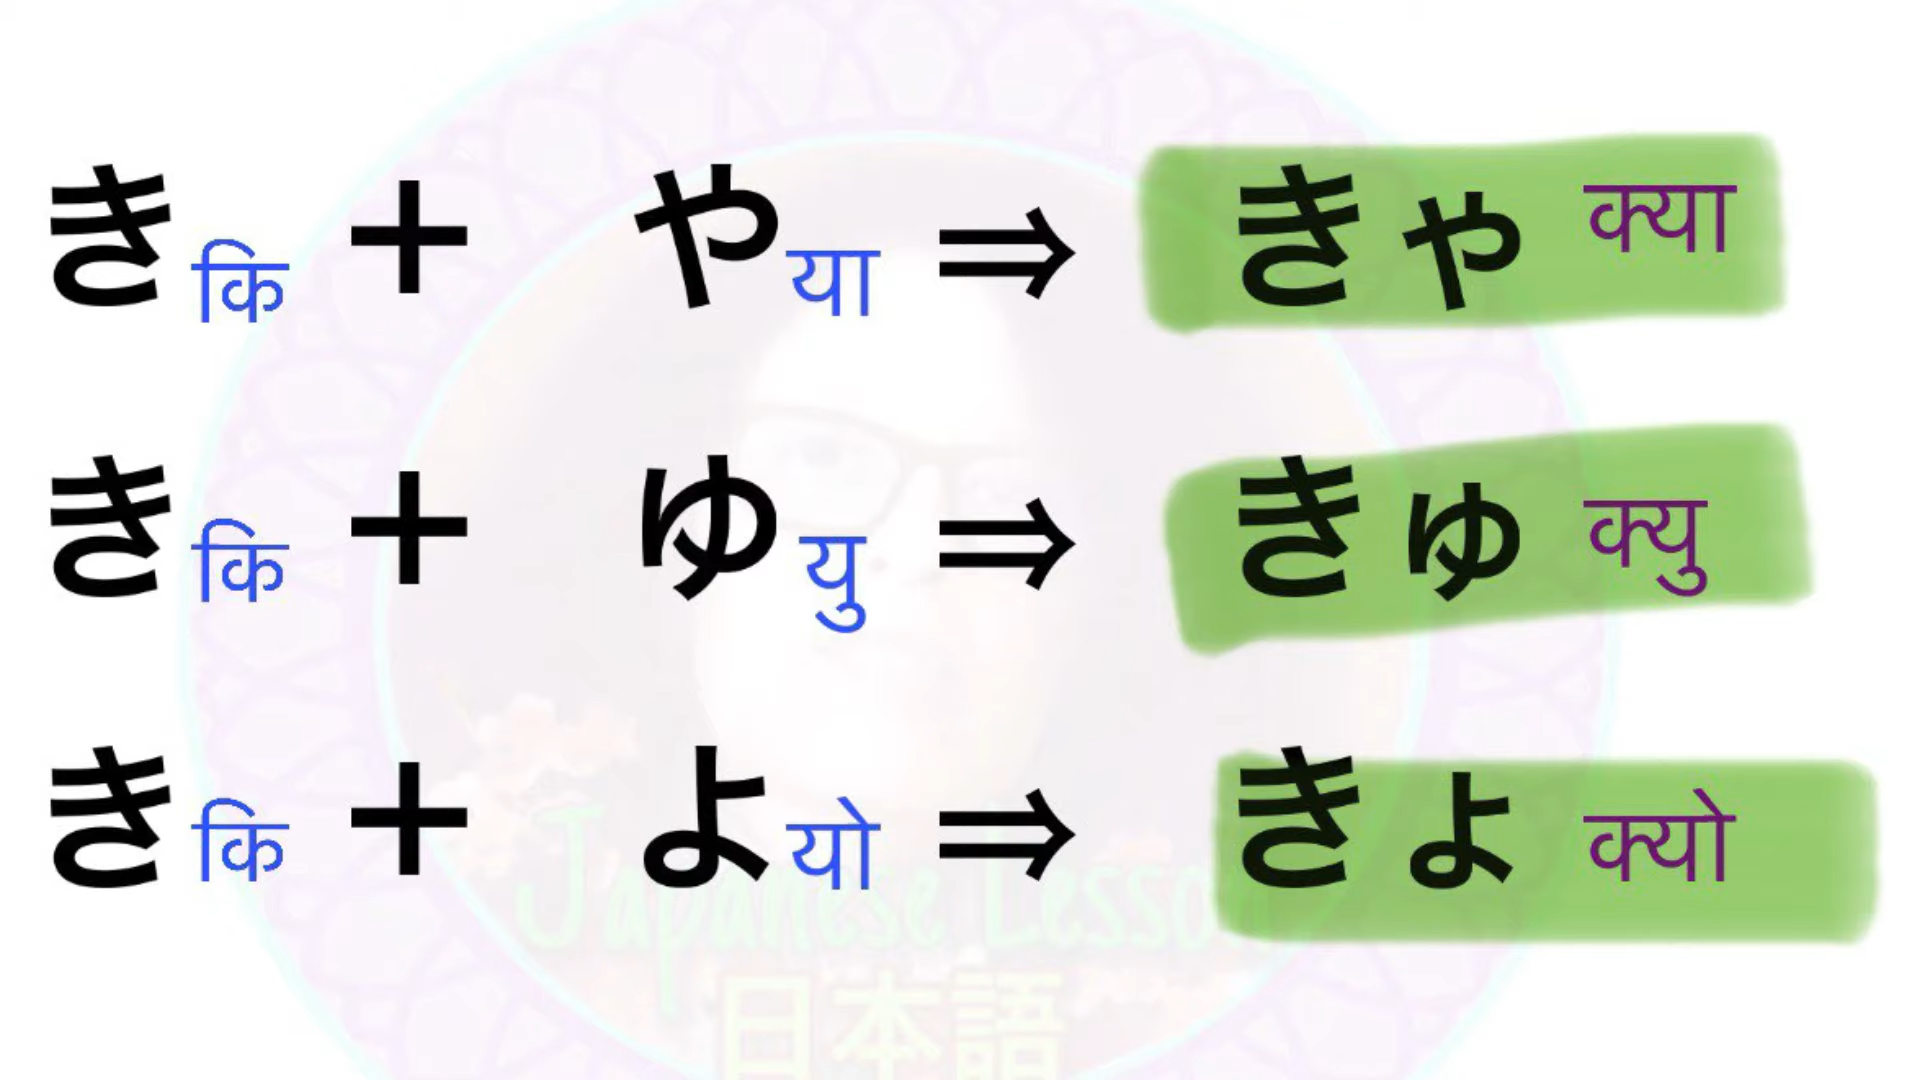 き कि + や या ⇒ きゃ क्या
き कि + ゆ यु ⇒ きゅ क्यु
き कि + よ यो ⇒ きょ क्यो
Japanese Lesson
日本語